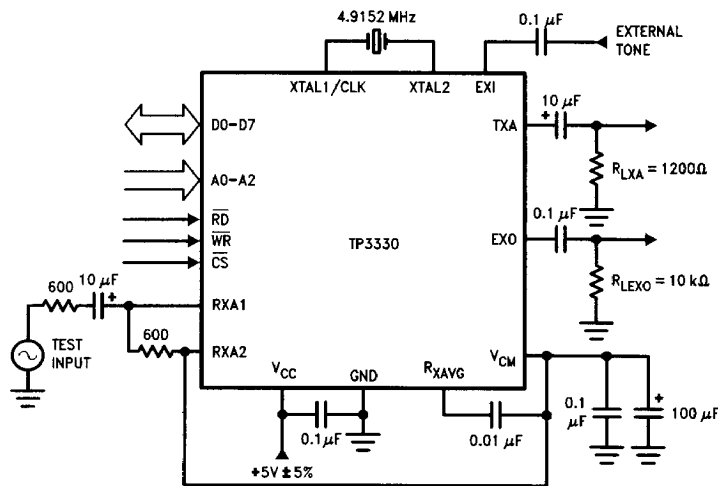 4.9152 MHz
0.1 µF
EXTERNAL
TONE
XTAL1/CLK
XTAL2
EXI
D0-D7
TXA
10 µF
+
R_LXA = 1200Ω
A0-A2
RD
WR
CS
TP3330
0.1 µF
EXO
R_LEXO = 10 kΩ
600
10 µF
+
RXA1
TEST
INPUT
600
RXA2
V_CC
GND
R_XAVG
V_CM
0.1µF
0.01 µF
0.1
µF
+
100 µF
+5V ±5%